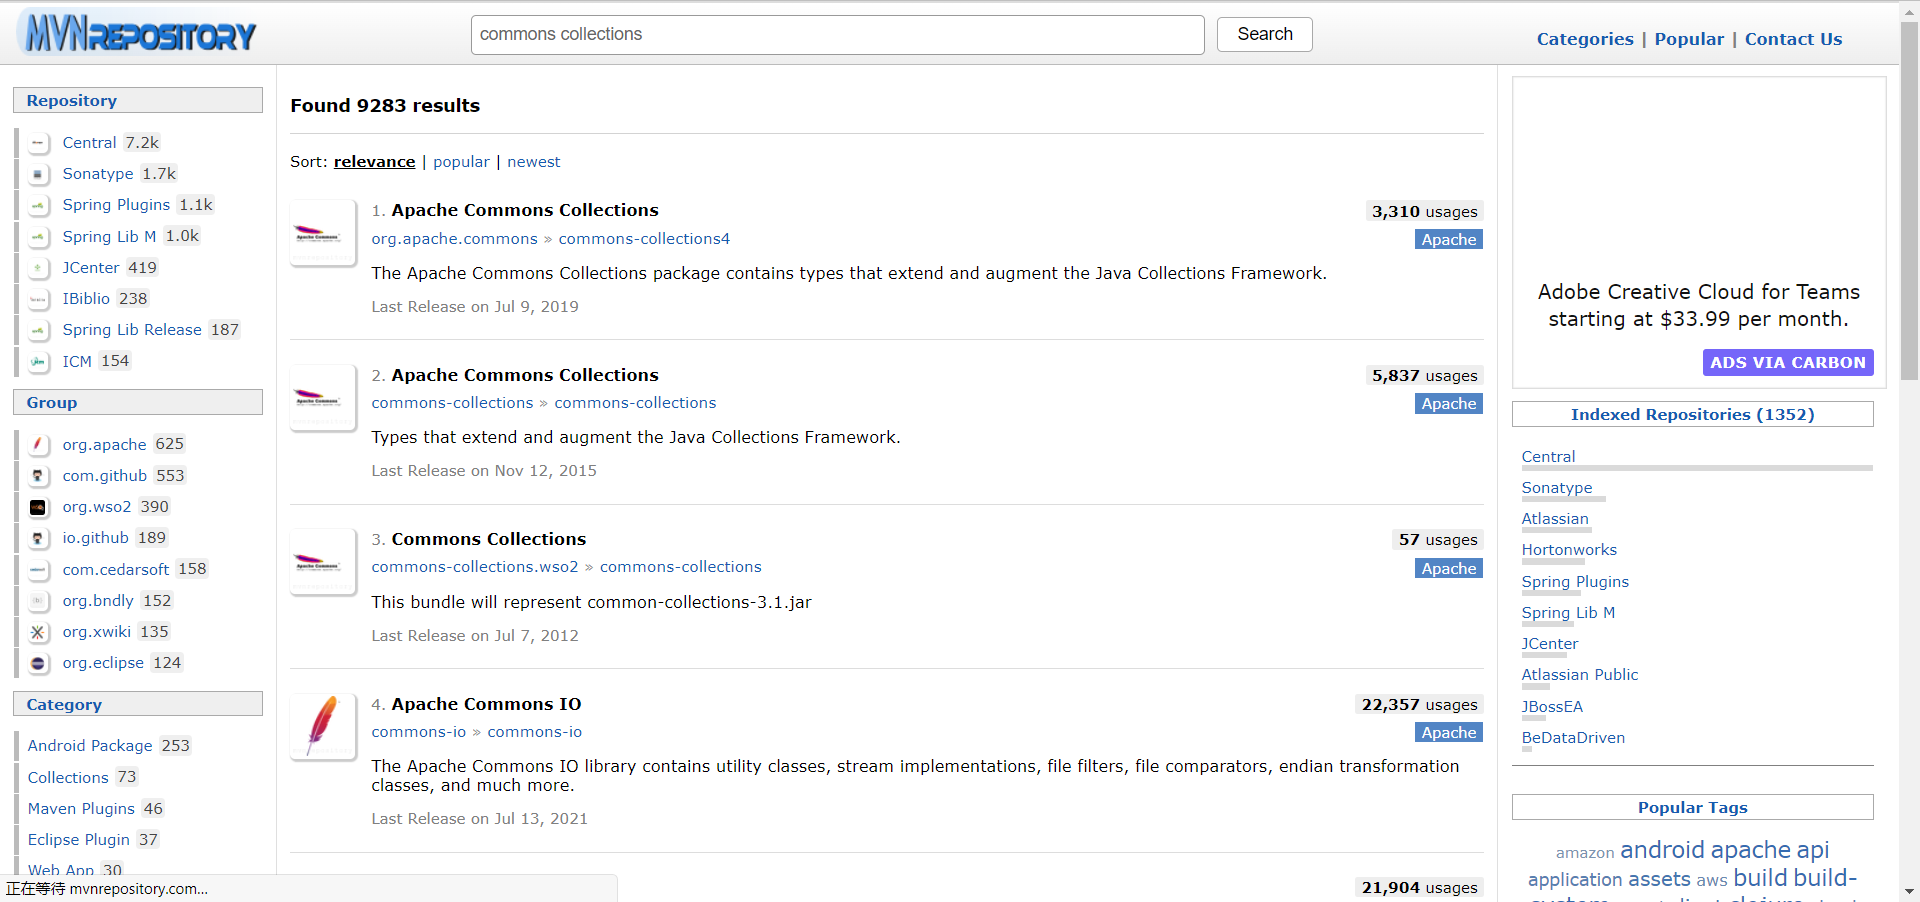 MVNREPOSITORY
commons collections
Search
Categories | Popular | Contact Us
Repository
Central 7.2k
Sonatype 1.7k
Spring Plugins 1.1k
Spring Lib M 1.0k
JCenter 419
IBiblio 238
Spring Lib Release 187
ICM 154
Group
org.apache 625
com.github 553
org.wso2 390
io.github 189
com.cedarsoft 158
org.bndly 152
org.xwiki 135
org.eclipse 124
Category
Android Package 253
Collections 73
Maven Plugins 46
Eclipse Plugin 37
Web App 30
正在等待 mvnrepository.com...
Found 9283 results
Sort: relevance | popular | newest
1. Apache Commons Collections
3,310 usages
org.apache.commons » commons-collections4
Apache
The Apache Commons Collections package contains types that extend and augment the Java Collections Framework.
Last Release on Jul 9, 2019
2. Apache Commons Collections
5,837 usages
commons-collections » commons-collections
Apache
Types that extend and augment the Java Collections Framework.
Last Release on Nov 12, 2015
3. Commons Collections
57 usages
commons-collections.wso2 » commons-collections
Apache
This bundle will represent common-collections-3.1.jar
Last Release on Jul 7, 2012
4. Apache Commons IO
22,357 usages
commons-io » commons-io
Apache
The Apache Commons IO library contains utility classes, stream implementations, file filters, file comparators, endian transformation
classes, and much more.
Last Release on Jul 13, 2021
21,904 usages
Adobe Creative Cloud for Teams
starting at $33.99 per month.
ADS VIA CARBON
Indexed Repositories (1352)
Central
Sonatype
Atlassian
Hortonworks
Spring Plugins
Spring Lib M
JCenter
Atlassian Public
JBossEA
BeDataDriven
Popular Tags
amazon android apache api
application assets aws build build-